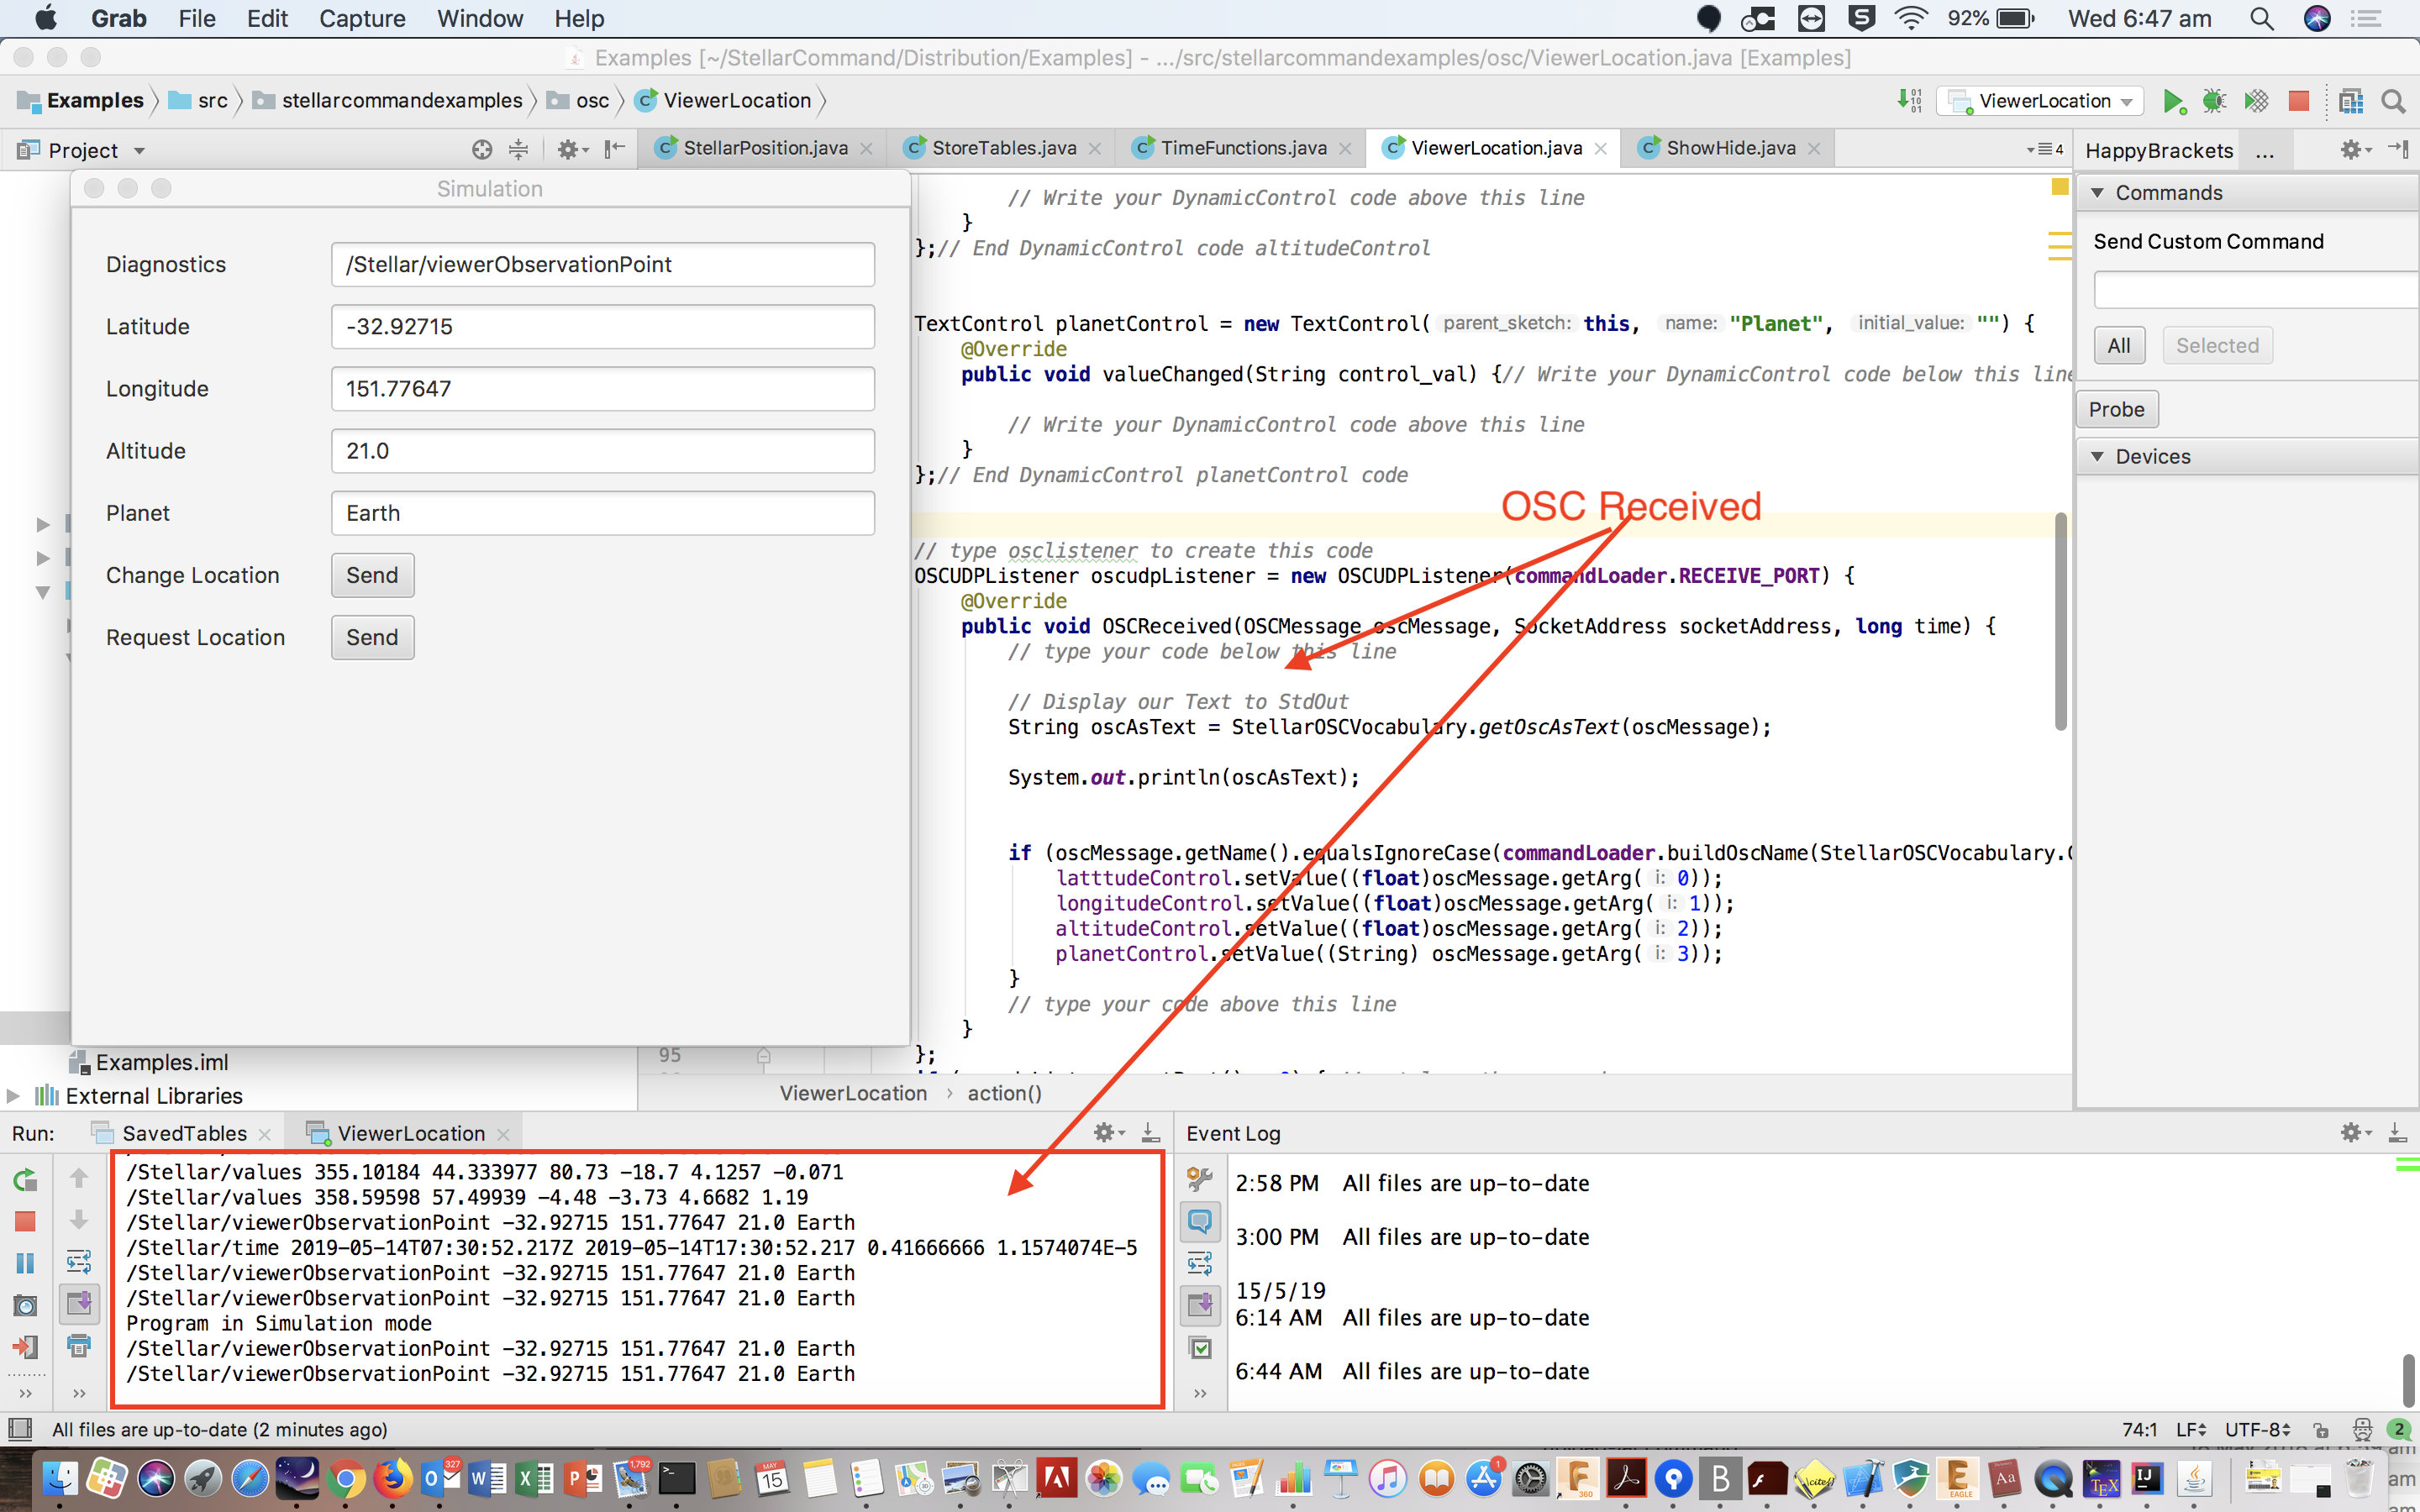 Grab File Edit Capture Window Help 92% Wed 6:47 am
Examples [~/StellarCommand/Distribution/Examples] - .../src/stellarcommandexamples/osc/ViewerLocation.java [Examples]
Examples src stellarcommandexamples osc ViewerLocation ViewerLocation
Project StellarPosition.java StoreTables.java TimeFunctions.java ViewerLocation.java ShowHide.java 4 HappyBrackets ...
Simulation
Diagnostics /Stellar/viewerObservationPoint
Latitude -32.92715
Longitude 151.77647
Altitude 21.0
Planet Earth
Change Location Send
Request Location Send
// Write your DynamicControl code above this line
}
};// End DynamicControl code altitudeControl
TextControl planetControl = new TextControl( parent_sketch: this, name: "Planet", initial_value: "") {
@Override
public void valueChanged(String control_val) {// Write your DynamicControl code below this line
// Write your DynamicControl code above this line
}
};// End DynamicControl planetControl code
OSC Received
// type osclistener to create this code
OSCUDPListener oscudpListener = new OSCUDPListener(commandLoader.RECEIVE_PORT) {
@Override
public void OSCReceived(OSCMessage oscMessage, SocketAddress socketAddress, long time) {
// type your code below this line
// Display our Text to StdOut
String oscAsText = StellarOSCVocabulary.getOscAsText(oscMessage);
System.out.println(oscAsText);
if (oscMessage.getName().equalsIgnoreCase(commandLoader.buildOscName(StellarOSCVocabulary.
latttudeControl.setValue((float)oscMessage.getArg( i: 0));
longitudeControl.setValue((float)oscMessage.getArg( i: 1));
altitudeControl.setValue((float)oscMessage.getArg( i: 2));
planetControl.setValue((String) oscMessage.getArg( i: 3));
}
// type your code above this line
}
95 };
Commands
Send Custom Command
All Selected
Probe
Devices
Examples.iml
External Libraries
ViewerLocation › action()
Run: SavedTables ViewerLocation
/Stellar/values 355.10184 44.333977 80.73 -18.7 4.1257 -0.071
/Stellar/values 358.59598 57.49939 -4.48 -3.73 4.6682 1.19
/Stellar/viewerObservationPoint -32.92715 151.77647 21.0 Earth
/Stellar/time 2019-05-14T07:30:52.217Z 2019-05-14T17:30:52.217 0.41666666 1.1574074E-5
/Stellar/viewerObservationPoint -32.92715 151.77647 21.0 Earth
/Stellar/viewerObservationPoint -32.92715 151.77647 21.0 Earth
Program in Simulation mode
/Stellar/viewerObservationPoint -32.92715 151.77647 21.0 Earth
/Stellar/viewerObservationPoint -32.92715 151.77647 21.0 Earth
Event Log
2:58 PM All files are up-to-date
3:00 PM All files are up-to-date
15/5/19
6:14 AM All files are up-to-date
6:44 AM All files are up-to-date
All files are up-to-date (2 minutes ago) 74:1 LF UTF-8 2
327 1,792 MAY 15 1 360 EAGLE Aa TEX IJ